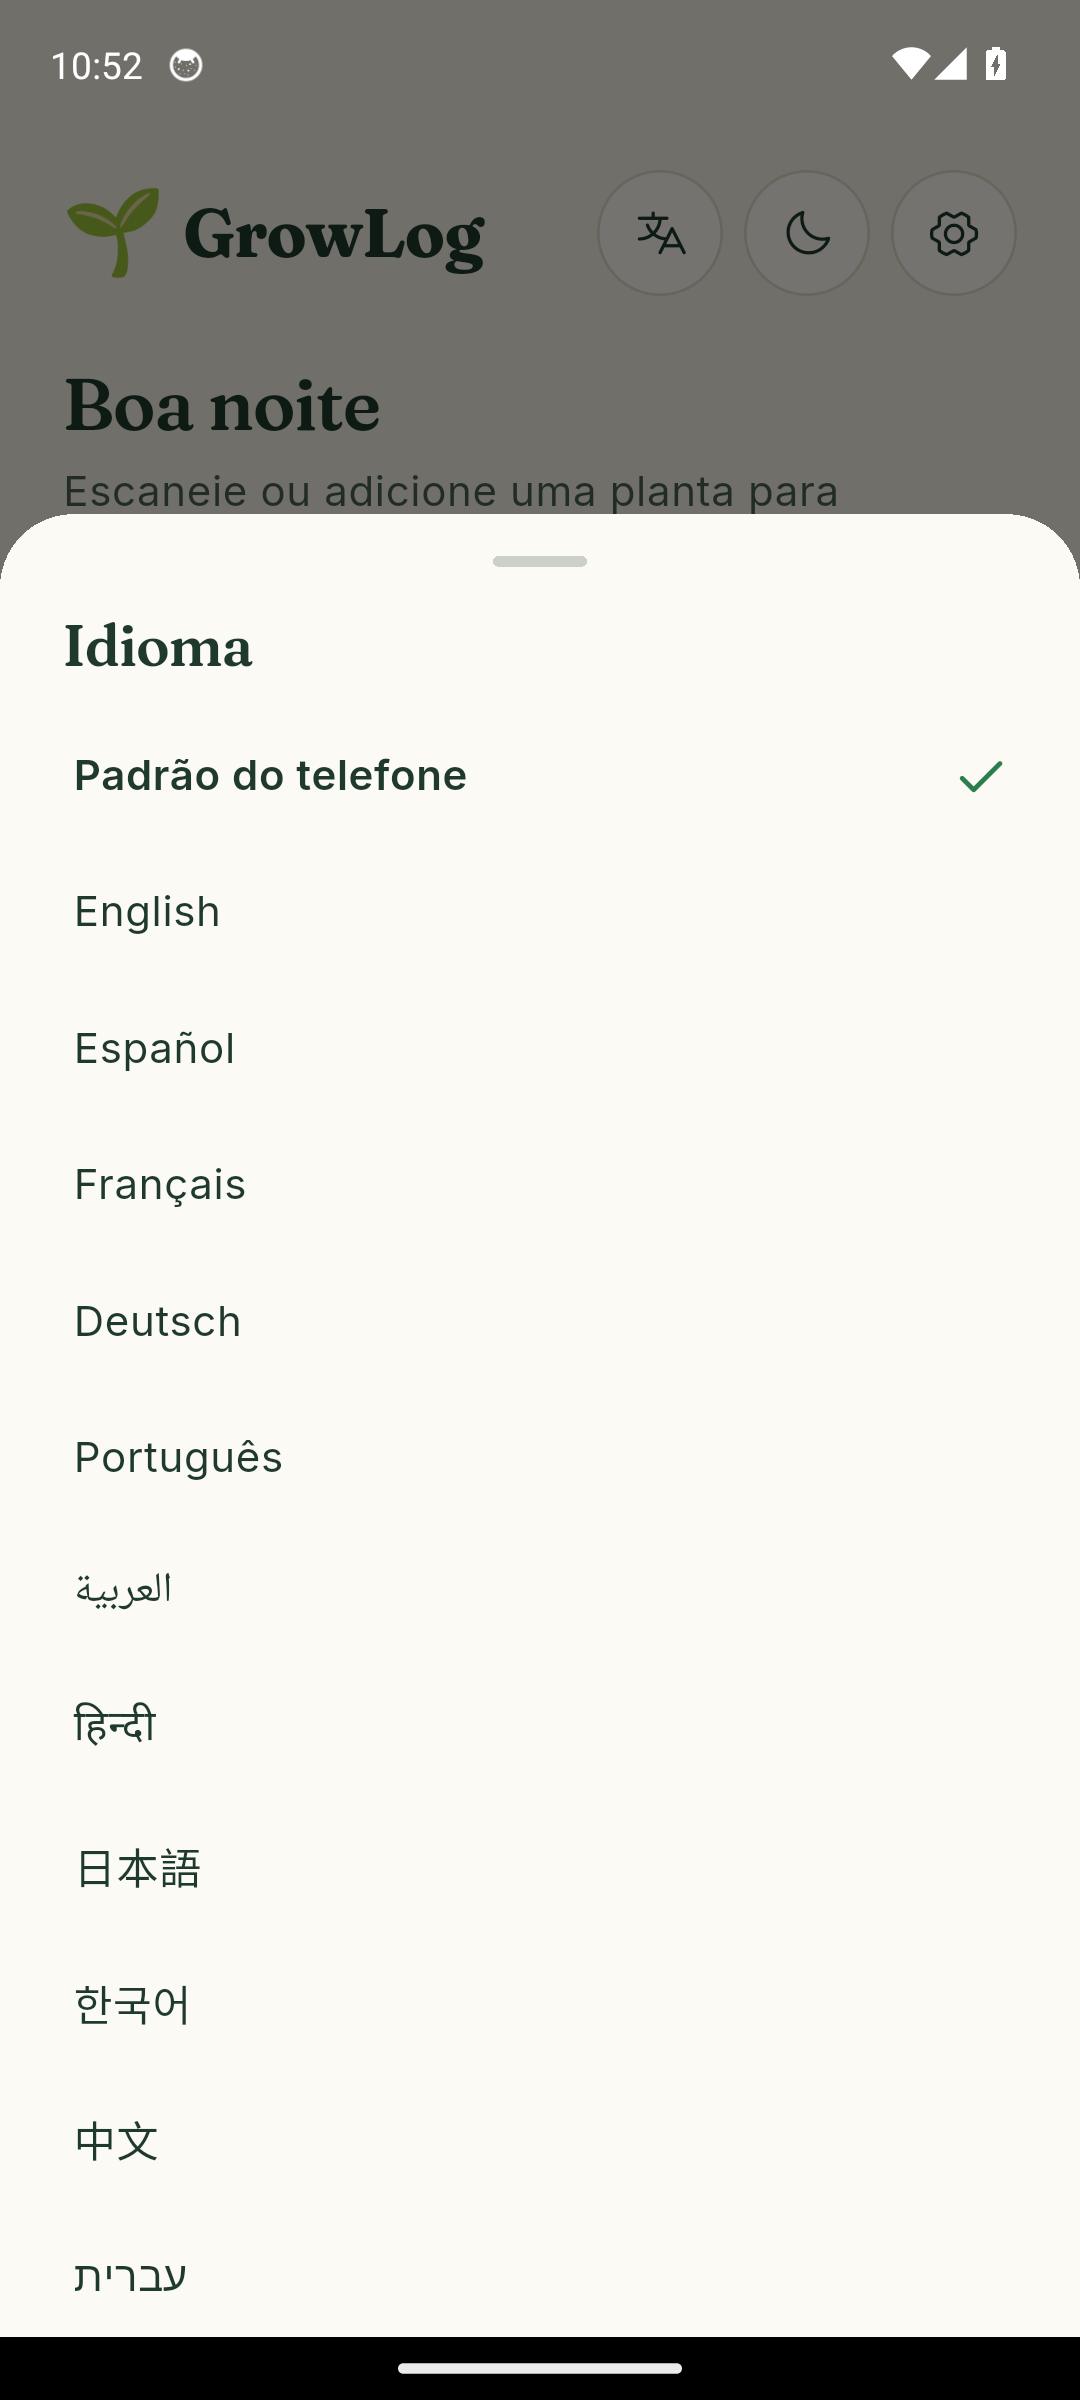 10:52
GrowLog
Boa noite
Escaneie ou adicione uma planta para
Idioma
Padrão do telefone
English
Español
Français
Deutsch
Português
العربية
हिन्दी
日本語
한국어
中文
עברית